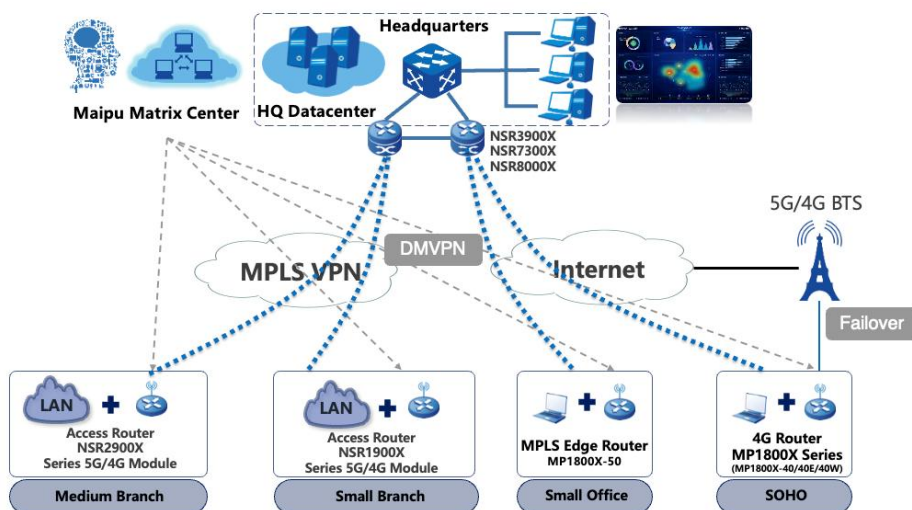 Headquarters
Maipu Matrix Center
HQ Datacenter
NSR3900X
NSR7300X
NSR8000X
5G/4G BTS
MPLS VPN
DMVPN
Internet
Failover
LAN
Access Router
NSR2900X
Series 5G/4G Module
Medium Branch
LAN
Access Router
NSR1900X
Series 5G/4G Module
Small Branch
MPLS Edge Router
MP1800X-50
Small Office
4G Router
MP1800X Series
(MP1800X-40/40E/40W)
SOHO